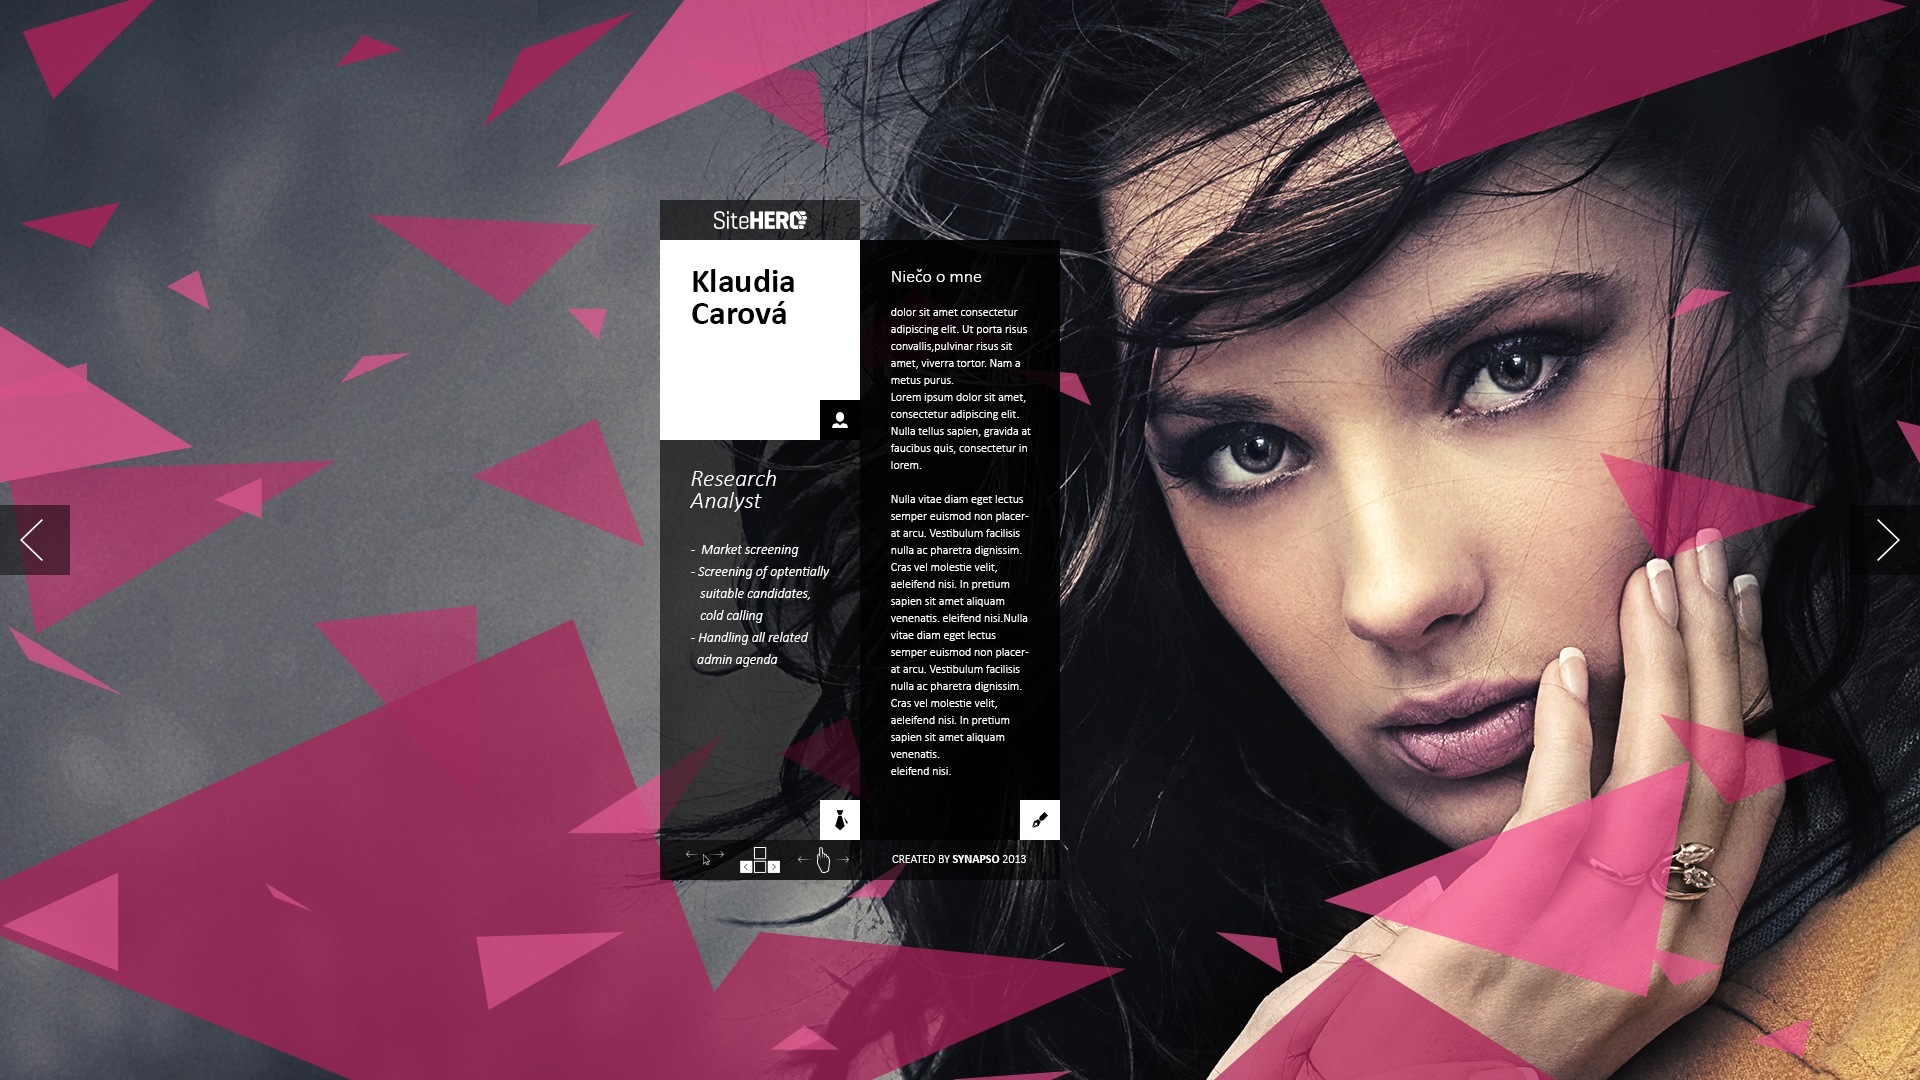 SiteHERO
Klaudia
Carová
Research
Analyst
- Market screening
- Screening of optentially
suitable candidates,
cold calling
- Handling all related
admin agenda
Niečo o mne
dolor sit amet consectetur
adipiscing elit. Ut porta risus
convallis,pulvinar risus sit
amet, viverra tortor. Nam a
metus purus.
Lorem ipsum dolor sit amet,
consectetur adipiscing elit.
Nulla tellus sapien, gravida at
faucibus quis, consectetur in
lorem.
Nulla vitae diam eget lectus
semper euismod non placer-
at arcu. Vestibulum facilisis
nulla ac pharetra dignissim.
Cras vel molestie velit,
aeleifend nisi. In pretium
sapien sit amet aliquam
venenatis. eleifend nisi.Nulla
vitae diam eget lectus
semper euismod non placer-
at arcu. Vestibulum facilisis
nulla ac pharetra dignissim.
Cras vel molestie velit,
aeleifend nisi. In pretium
sapien sit amet aliquam
venenatis.
eleifend nisi.
CREATED BY SYNAPSO 2013